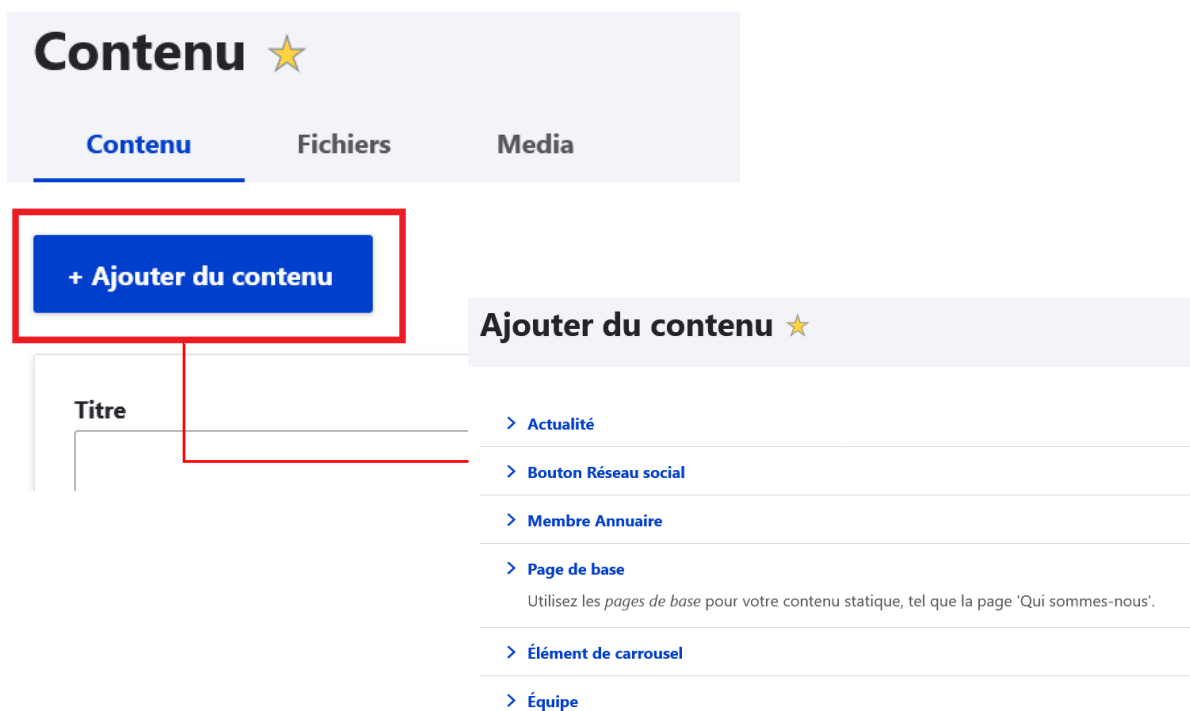 Contenu
Contenu Fichiers Media
+ Ajouter du contenu
Titre
Ajouter du contenu
Actualité
Bouton Réseau social
Membre Annuaire
Page de base
Utilisez les pages de base pour votre contenu statique, tel que la page 'Qui sommes-nous'.
Élément de carrousel
Équipe